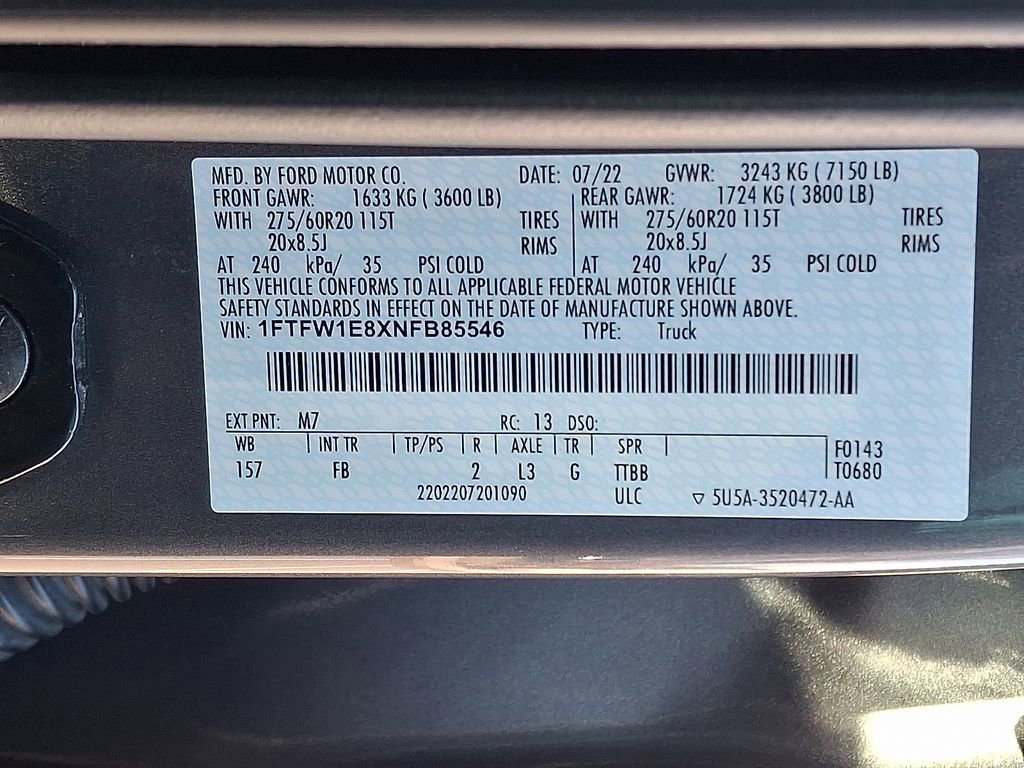 MFD. BY FORD MOTOR CO. DATE: 07/22 GVWR: 3243 KG ( 7150 LB)
FRONT GAWR: 1633 KG ( 3600 LB) REAR GAWR: 1724 KG ( 3800 LB)
WITH 275/60R20 115T TIRES WITH 275/60R20 115T TIRES
20x8.5J RIMS 20x8.5J RIMS
AT 240 kPa/ 35 PSI COLD AT 240 kPa/ 35 PSI COLD
THIS VEHICLE CONFORMS TO ALL APPLICABLE FEDERAL MOTOR VEHICLE
SAFETY STANDARDS IN EFFECT ON THE DATE OF MANUFACTURE SHOWN ABOVE.
VIN: 1FTFW1E8XNFB85546 TYPE: Truck
EXT PNT: M7 RC: 13 DSO:
WB INT TR TP/PS R AXLE TR SPR F0143
157 FB 2 L3 G TTBB T0680
2202207201090 ULC ▽ 5U5A-3520472-AA